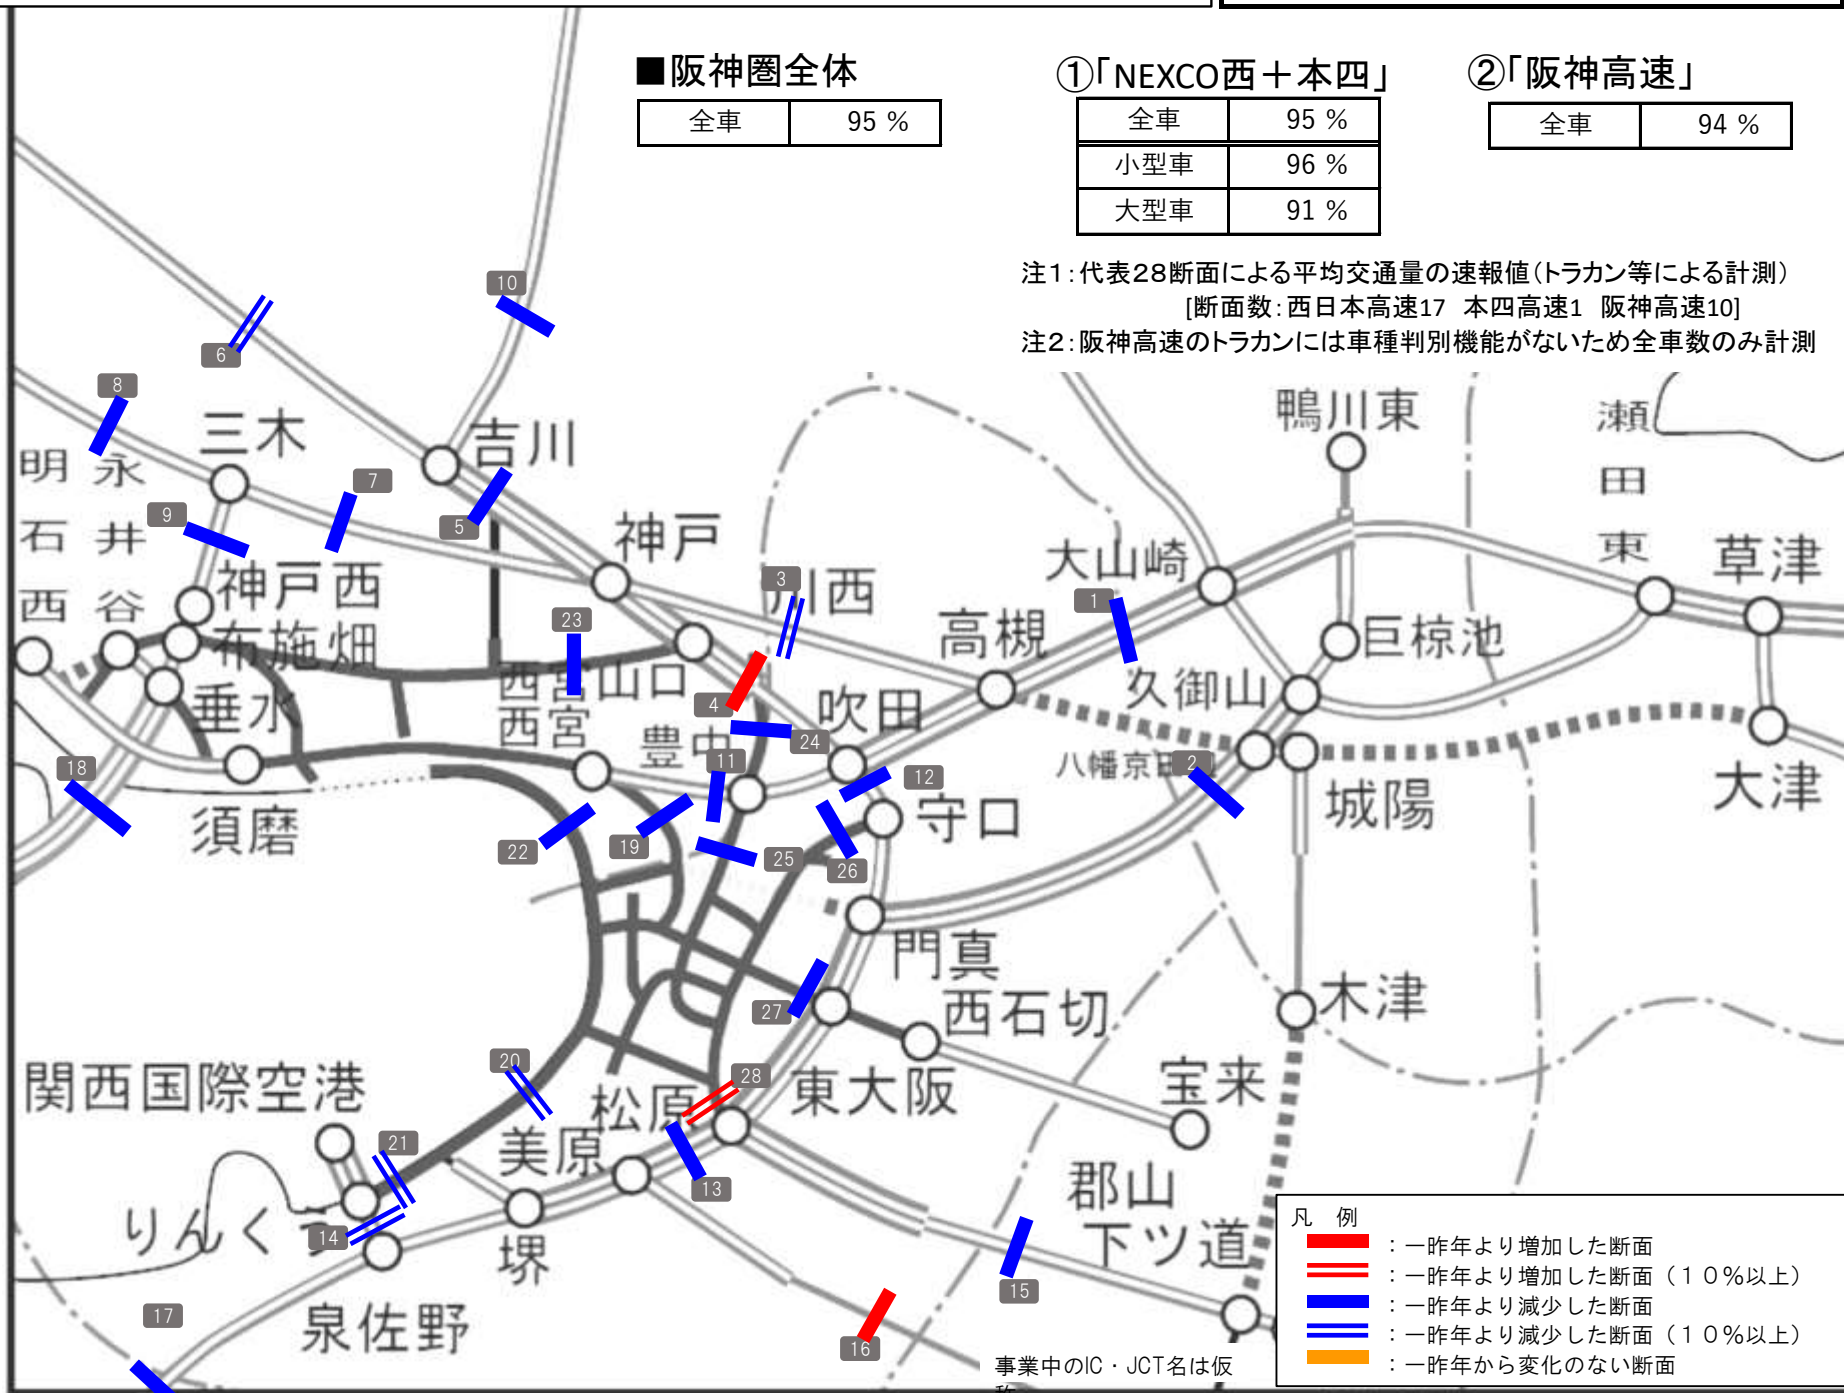 ■阪神圏全体
全車 95 %
①「NEXCO西＋本四」
全車 95 %
小型車 96 %
大型車 91 %
②「阪神高速」
全車 94 %
注1：代表28断面による平均交通量の速報値（トラカン等による計測）
[断面数：西日本高速17 本四高速1 阪神高速10]
注2：阪神高速のトラカンには車種判別機能がないため全車数のみ計測
10
6
8
三木
吉川
鴨川東
瀬田東
明石西
永井谷
7
9
5
神戸
大山崎
草津
3
川西
1
神戸西
布施畑
23
高槻
巨椋池
西宮山口
久御山
垂水
4
吹田
西宮
豊中
24
18
11
12
八幡京田
2
大津
須磨
守口
城陽
22
19
25
26
門真
27
西石切
木津
20
関西国際空港
松原
28
東大阪
宝来
21
美原
13
郡山
下ツ道
りんくう
14
堺
15
17
泉佐野
16
事業中のIC・JCT名は仮
称
凡 例
：一昨年より増加した断面
：一昨年より増加した断面（１０％以上）
：一昨年より減少した断面
：一昨年より減少した断面（１０％以上）
：一昨年から変化のない断面